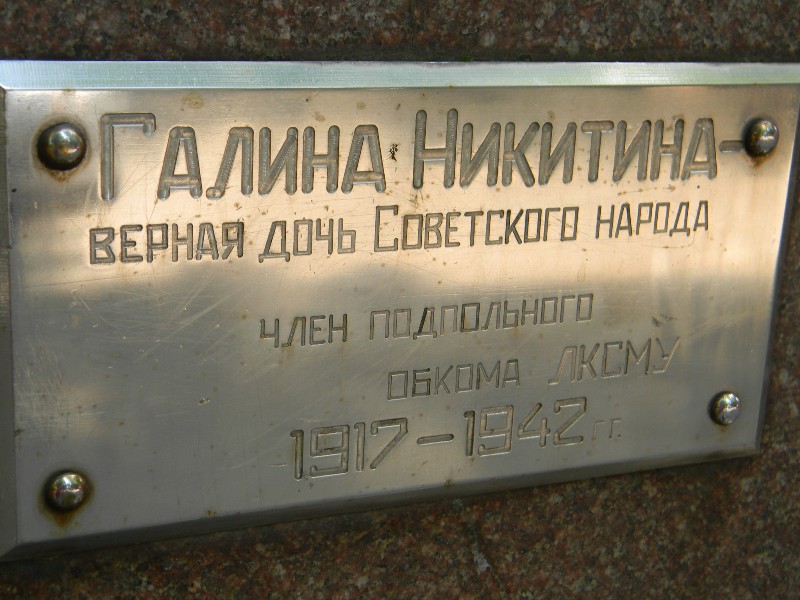 Галина Никитина-
верная дочь Советского народа
член подпольного
обкома ЛКСМУ
1917-1942 гг.